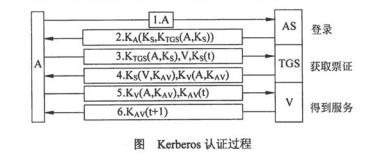 1.A
AS
登录
2.K_A(K_S,K_TGS(A,K_S))
A
3.K_TGS(A,K_S),V,K_S(t)
TGS
获取票证
4.K_S(V,K_AV),K_V(A,K_AV)
5.K_V(A,K_AV),K_AV(t)
V
得到服务
6.K_AV(t+1)
图 Kerberos 认证过程